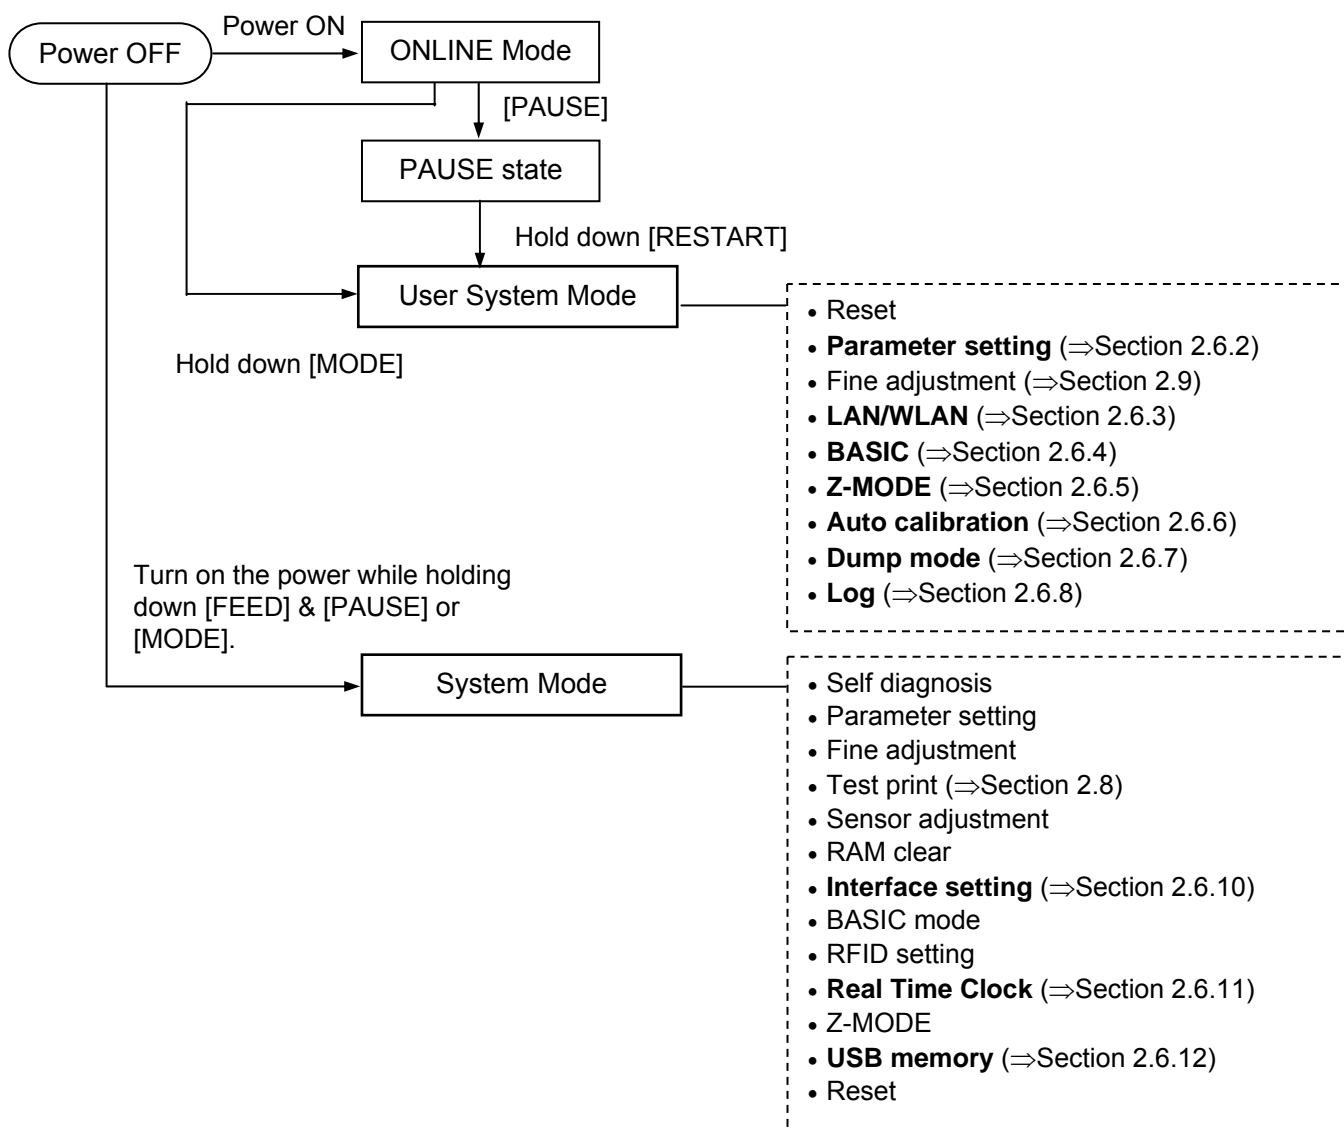 Power ON
Power OFF
ONLINE Mode
[PAUSE]
PAUSE state
Hold down [RESTART]
User System Mode
Hold down [MODE]
• Reset
• Parameter setting (⇒Section 2.6.2)
• Fine adjustment (⇒Section 2.9)
• LAN/WLAN (⇒Section 2.6.3)
• BASIC (⇒Section 2.6.4)
• Z-MODE (⇒Section 2.6.5)
• Auto calibration (⇒Section 2.6.6)
• Dump mode (⇒Section 2.6.7)
• Log (⇒Section 2.6.8)
Turn on the power while holding
down [FEED] & [PAUSE] or
[MODE].
System Mode
• Self diagnosis
• Parameter setting
• Fine adjustment
• Test print (⇒Section 2.8)
• Sensor adjustment
• RAM clear
• Interface setting (⇒Section 2.6.10)
• BASIC mode
• RFID setting
• Real Time Clock (⇒Section 2.6.11)
• Z-MODE
• USB memory (⇒Section 2.6.12)
• Reset